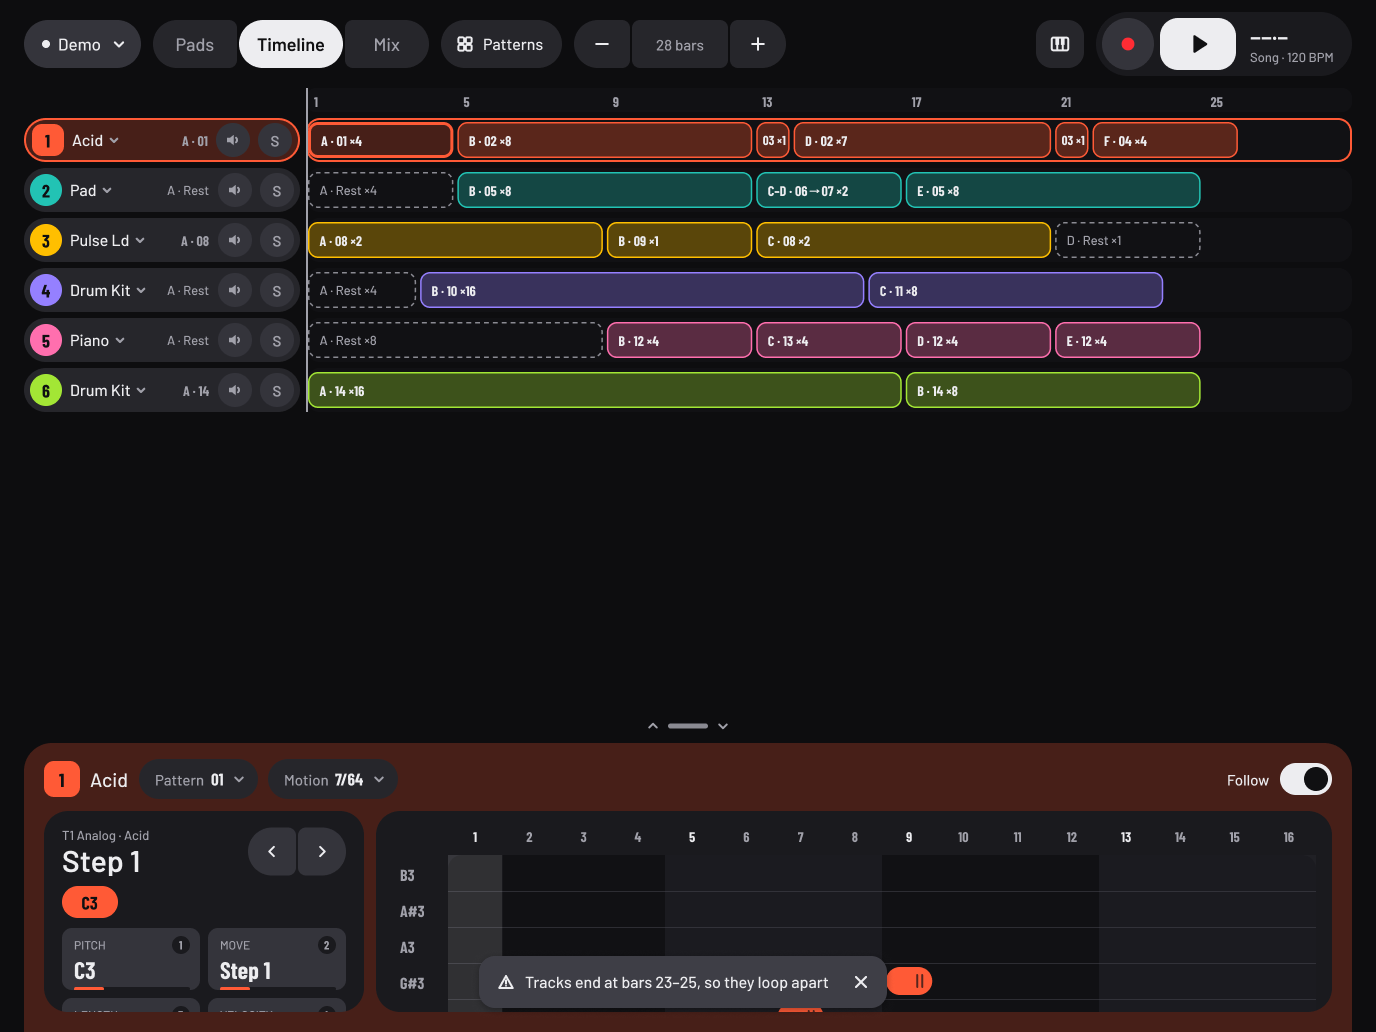 Demo Pads Timeline Mix Patterns − 28 bars + --.-
Song · 120 BPM
1 5 9 13 17 21 25
1 Acid A · 01 S A · 01 ×4 B · 02 ×8 03 ×1 D · 02 ×7 03 ×1 F · 04 ×4
2 Pad A · Rest S A · Rest ×4 B · 05 ×8 C–D · 06→07 ×2 E · 05 ×8
3 Pulse Ld A · 08 S A · 08 ×2 B · 09 ×1 C · 08 ×2 D · Rest ×1
4 Drum Kit A · Rest S A · Rest ×4 B · 10 ×16 C · 11 ×8
5 Piano A · Rest S A · Rest ×8 B · 12 ×4 C · 13 ×4 D · 12 ×4 E · 12 ×4
6 Drum Kit A · 14 S A · 14 ×16 B · 14 ×8
1 Acid Pattern 01 Motion 7/64 Follow
T1 Analog · Acid
Step 1
C3
PITCH 1 MOVE 2
C3 Step 1
1 2 3 4 5 6 7 8 9 10 11 12 13 14 15 16
B3
A#3
A3
G#3
Tracks end at bars 23–25, so they loop apart